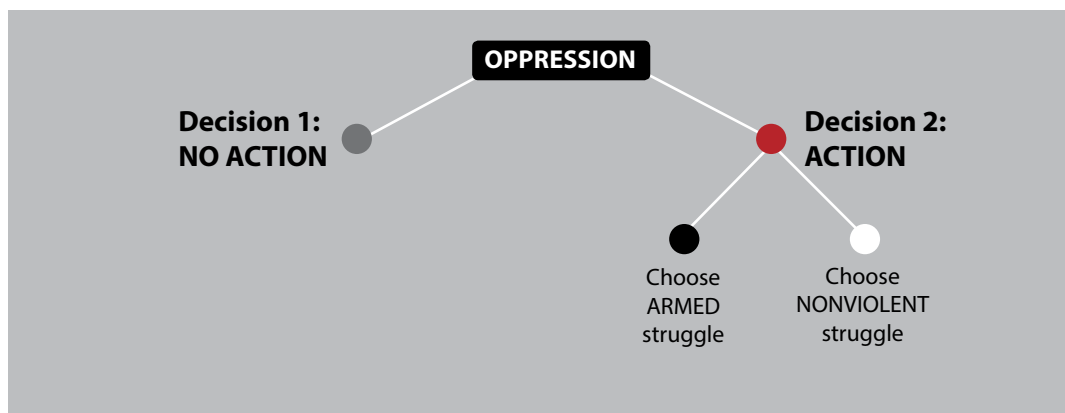 OPPRESSION
Decision 1:
NO ACTION
Decision 2:
ACTION
Choose
ARMED
struggle
Choose
NONVIOLENT
struggle